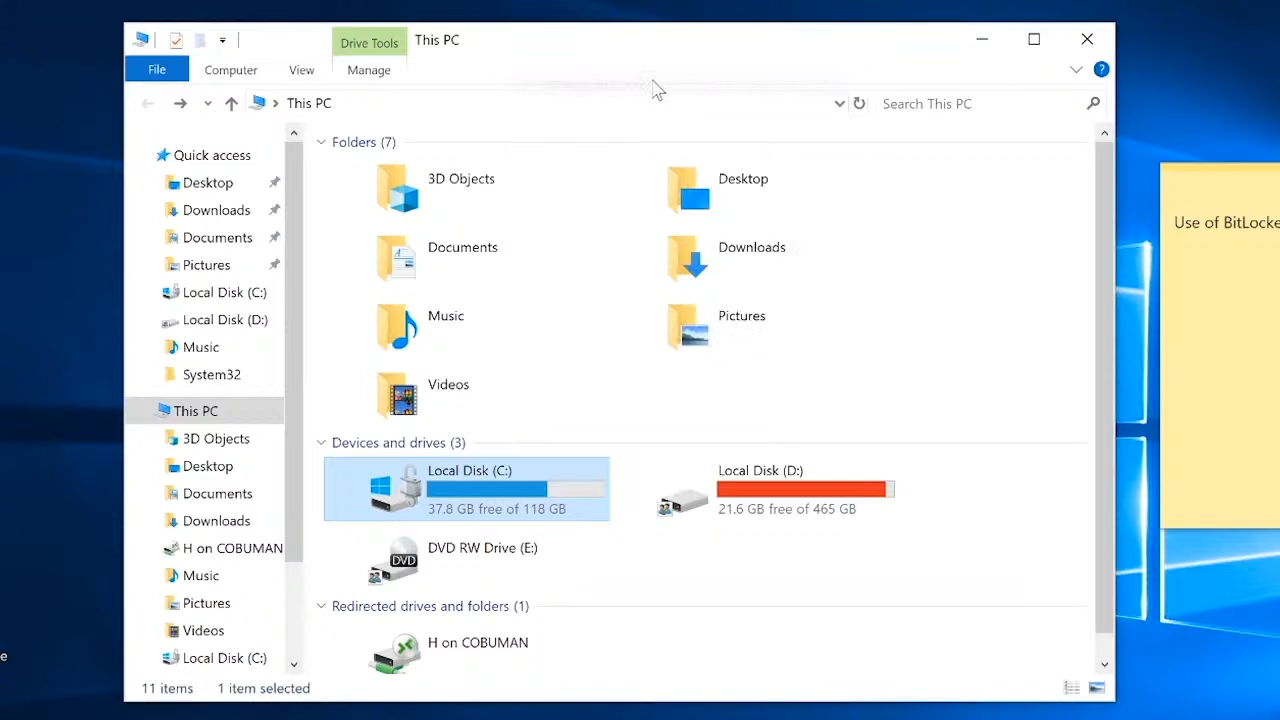 Drive Tools
This PC
File
Computer
View
Manage
This PC
Search This PC
Quick access
Desktop
Downloads
Documents
Pictures
Local Disk (C:)
Local Disk (D:)
Music
System32
This PC
3D Objects
Desktop
Documents
Downloads
H on COBUMAN
Music
Pictures
Videos
Local Disk (C:)
Folders (7)
3D Objects
Desktop
Documents
Downloads
Music
Pictures
Videos
Devices and drives (3)
Local Disk (C:)
37.8 GB free of 118 GB
Local Disk (D:)
21.6 GB free of 465 GB
DVD
DVD RW Drive (E:)
Redirected drives and folders (1)
H on COBUMAN
11 items
1 item selected
Use of BitLocke
e